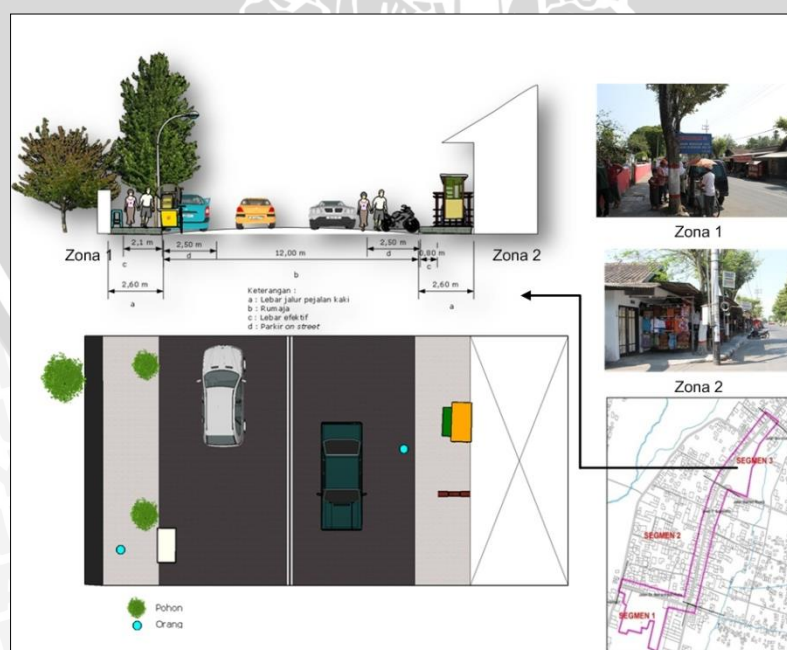 Zona 1
2,1 m
2,50 m
12,00 m
2,50 m
0,80 m
Zona 2
c
d
d
c
2,60 m
b
2,60 m
a
a
Keterangan :
a : Lebar jalur pejalan kaki
b : Rumaja
c : Lebar efektif
d : Parkir on street
Pohon
Orang
Zona 1
Zona 2
SEGMEN 3
SEGMEN 2
SEGMEN 1